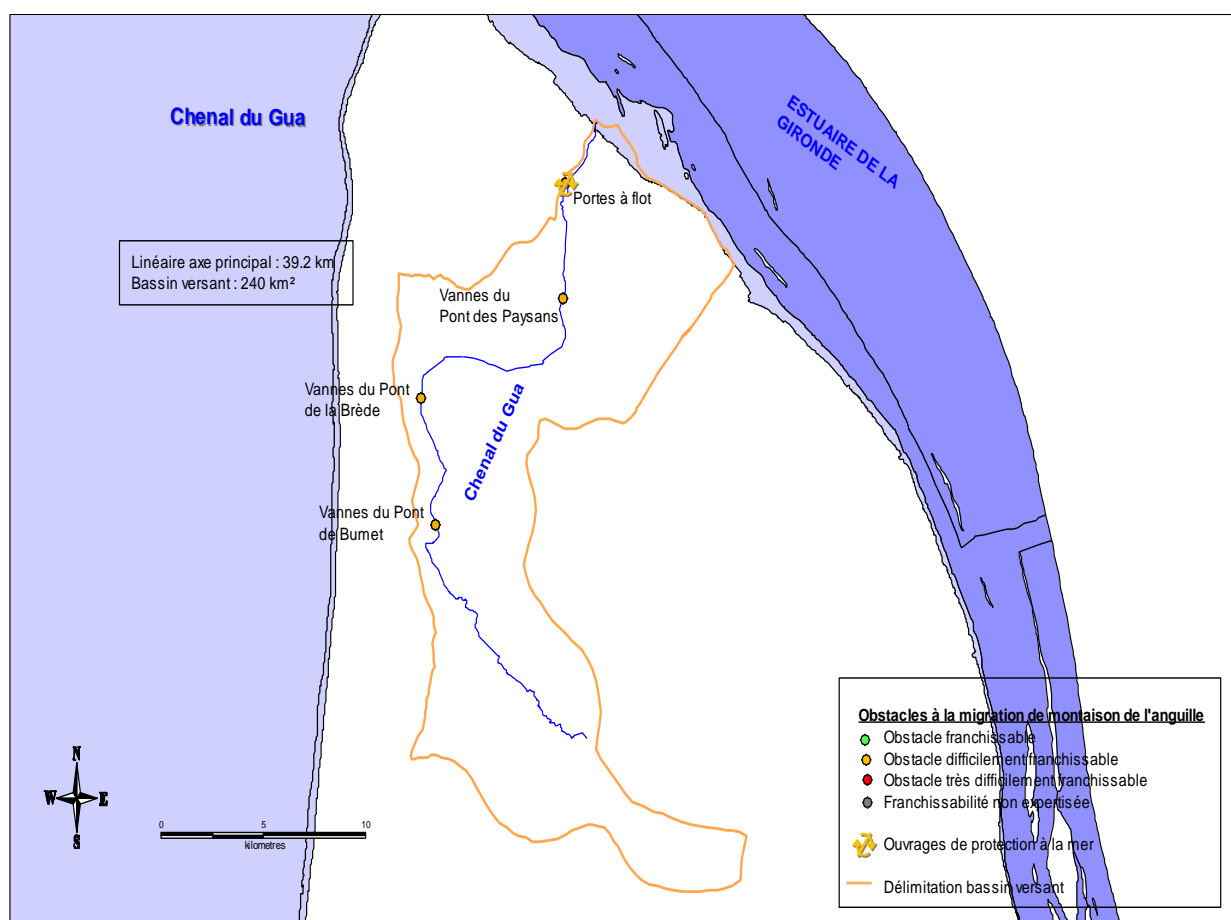 Chenal du Gua
ESTUAIRE DE LA
GIRONDE
Portes à flot
Linéaire axe principal : 39.2 km
Bassin versant : 240 km²
Vannes du
Pont des Paysans
Vannes du Pont
de la Brède
Chenal du Gua
Vannes du Pont
de Bumet
Obstacles à la migration de montaison de l'anguille
Obstacle franchissable
Obstacle difficilement franchissable
Obstacle très difficilement franchissable
Franchissabilité non expertisée
Ouvrages de protection à la mer
Délimitation bassin versant
N
W E
S
0 5 10
kilometres